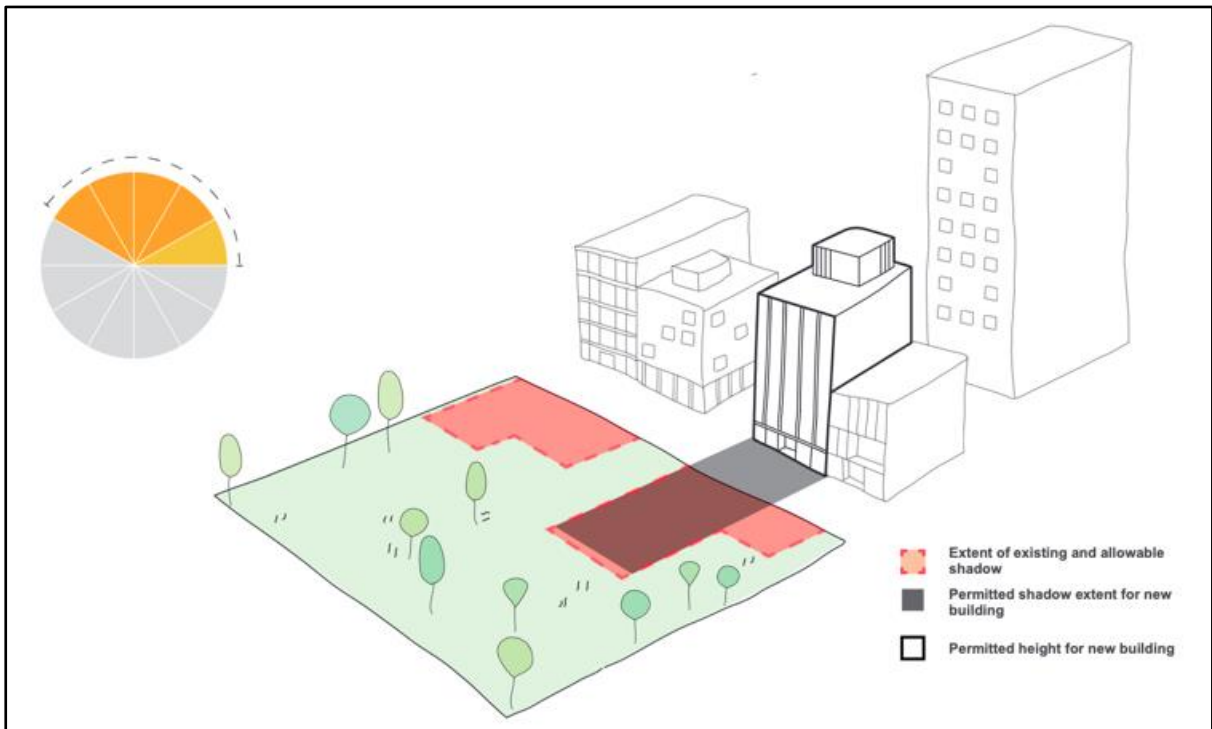 Extent of existing and allowable
shadow
Permitted shadow extent for new
building
Permitted height for new building